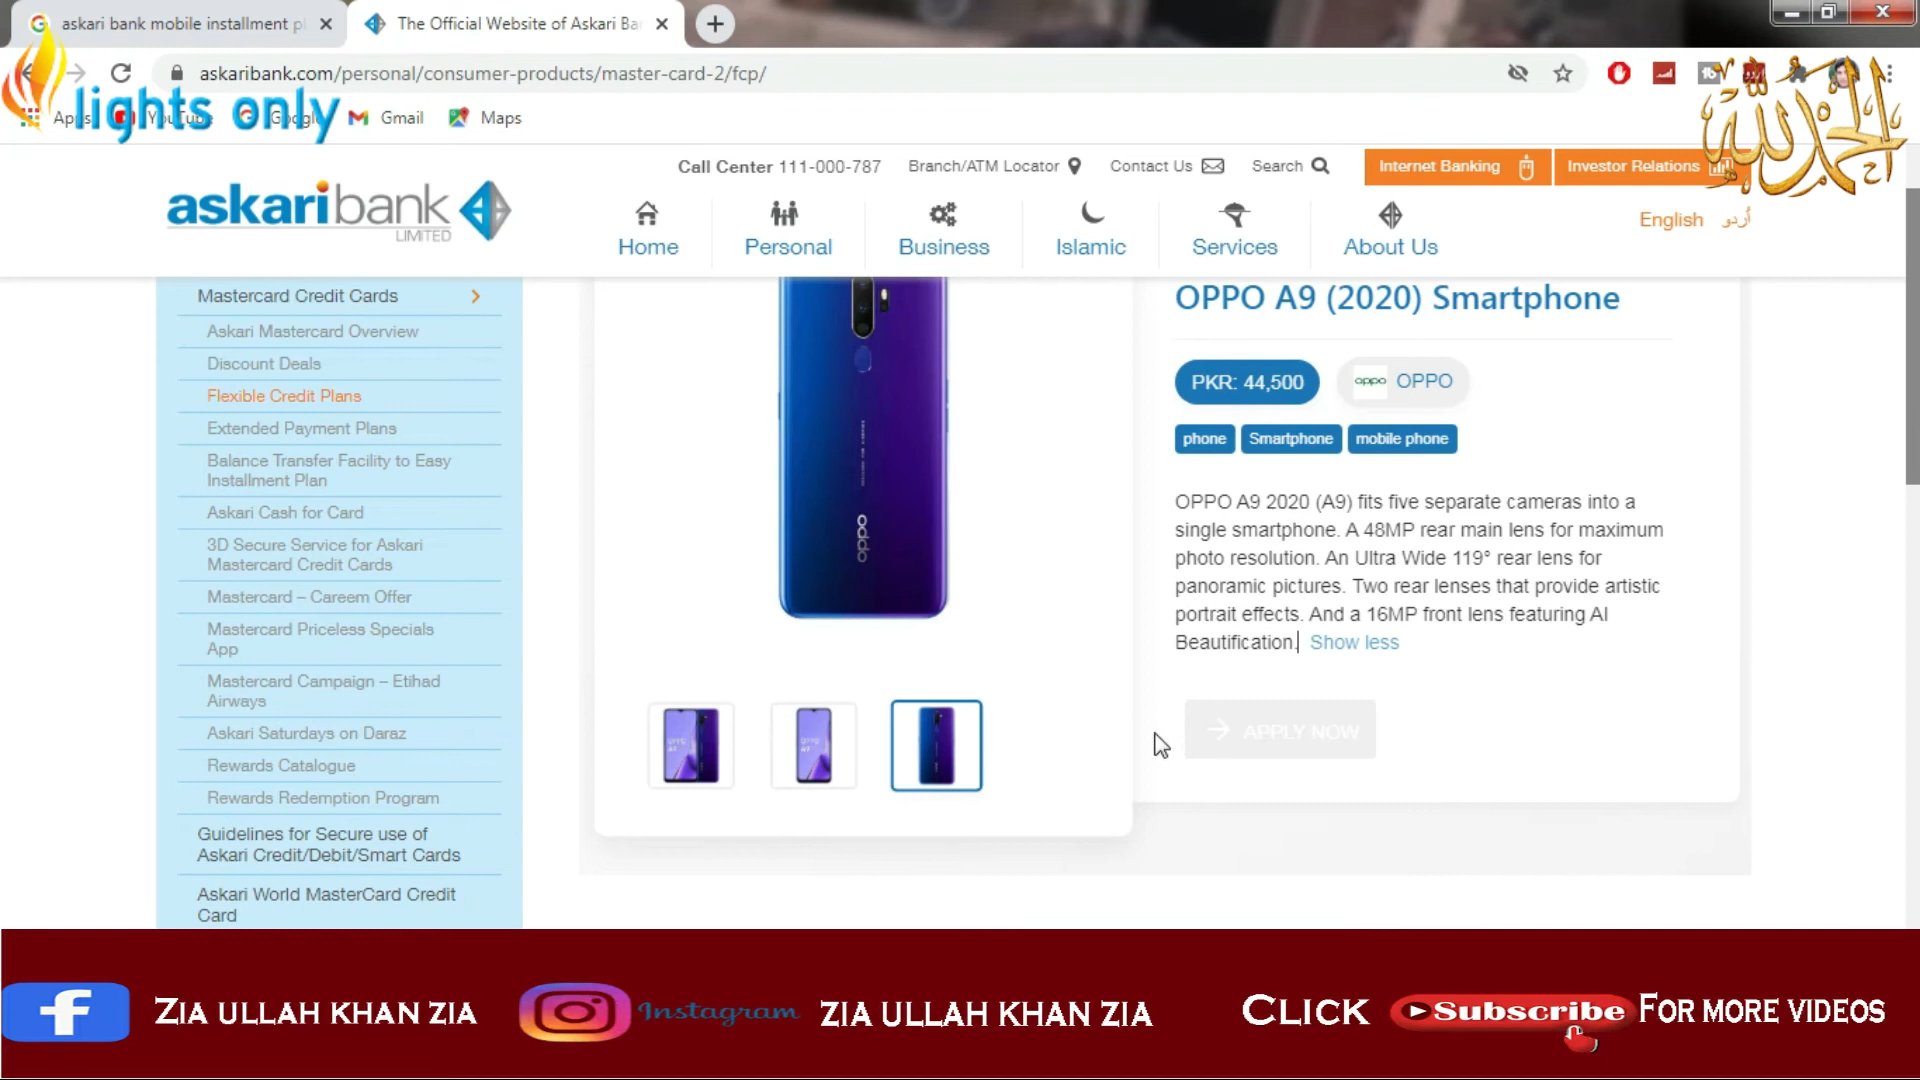 askari bank mobile installment pl
The Official Website of Askari Ba
askaribank.com/personal/consumer-products/master-card-2/fcp/
lights only
Apps
YouTube
Gmail
Maps
الحمدللہ
Call Center 111-000-787
Branch/ATM Locator
Contact Us
Search
Internet Banking
Investor Relations
askaribank
LIMITED
Home
Personal
Business
Islamic
Services
About Us
English
اُردو
Mastercard Credit Cards
Askari Mastercard Overview
Discount Deals
Flexible Credit Plans
Extended Payment Plans
Balance Transfer Facility to Easy
Installment Plan
Askari Cash for Card
3D Secure Service for Askari
Mastercard Credit Cards
Mastercard – Careem Offer
Mastercard Priceless Specials
App
Mastercard Campaign – Etihad
Airways
Askari Saturdays on Daraz
Rewards Catalogue
Rewards Redemption Program
Guidelines for Secure use of
Askari Credit/Debit/Smart Cards
Askari World MasterCard Credit
Card
oppo
OPPO A9 (2020) Smartphone
PKR: 44,500
oppo OPPO
phone
Smartphone
mobile phone
OPPO A9 2020 (A9) fits five separate cameras into a
single smartphone. A 48MP rear main lens for maximum
photo resolution. An Ultra Wide 119° rear lens for
panoramic pictures. Two rear lenses that provide artistic
portrait effects. And a 16MP front lens featuring AI
Beautification. Show less
APPLY NOW
ZIA ULLAH KHAN ZIA
Instagram
ZIA ULLAH KHAN ZIA
CLICK
Subscribe
FOR MORE VIDEOS